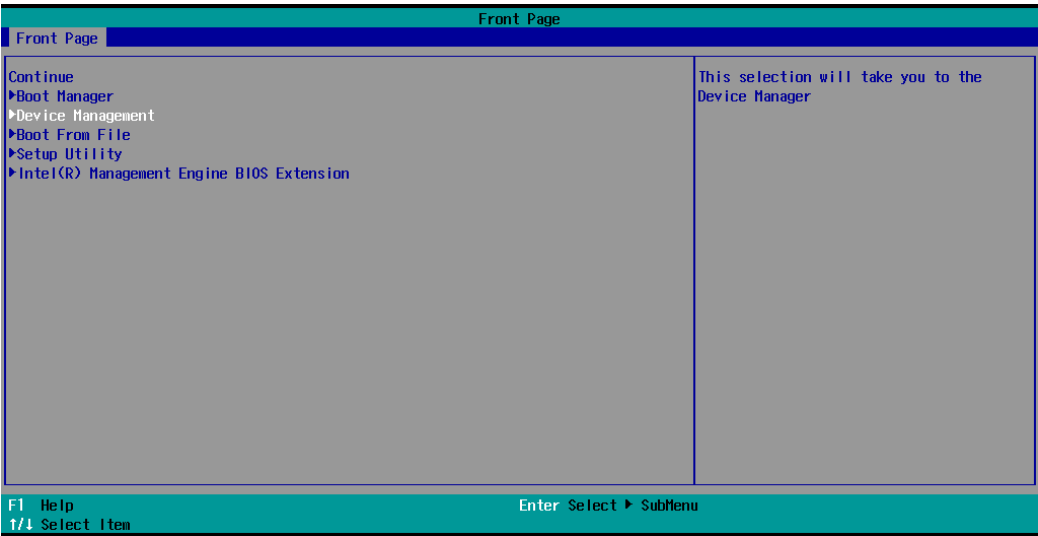 Front Page
Front Page
Continue
▶Boot Manager
▶Device Management
▶Boot From File
▶Setup Utility
▶Intel(R) Management Engine BIOS Extension
This selection will take you to the
Device Manager
F1 Help
Enter Select ▶ SubMenu
↑/↓ Select Item